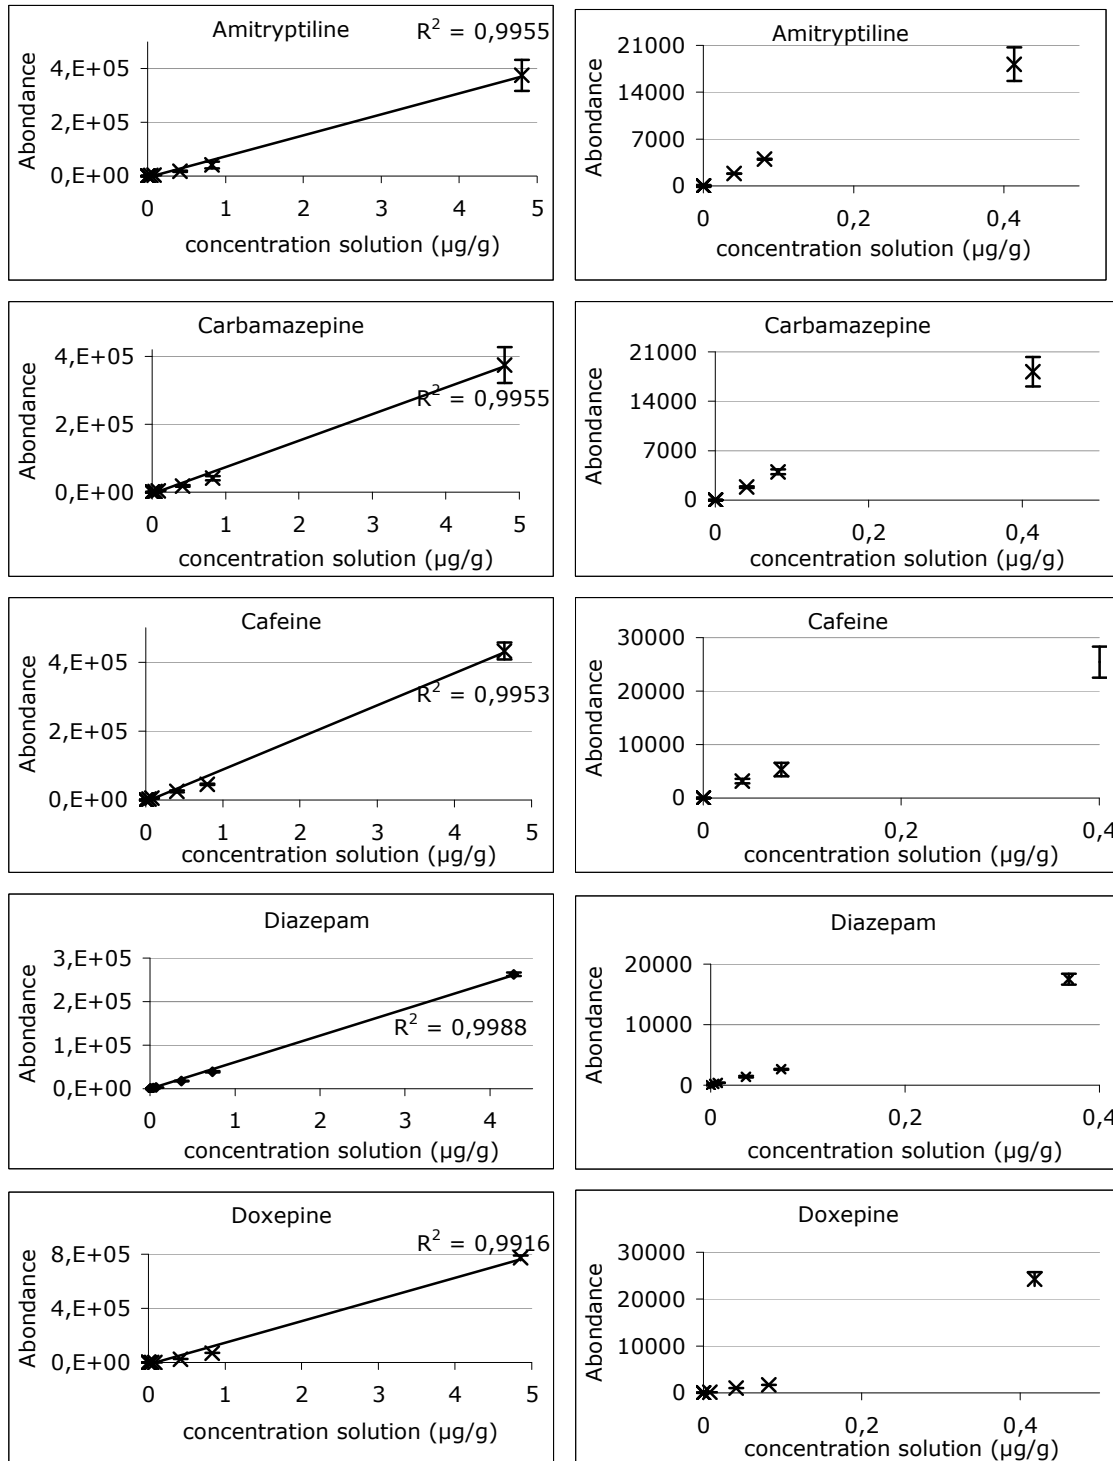 Amitryptiline
R² = 0,9955
Abondance
4,E+05
2,E+05
0,E+00
0 1 2 3 4 5
concentration solution (µg/g)
Amitryptiline
Abondance
21000
14000
7000
0
0 0,2 0,4
concentration solution (µg/g)
Carbamazepine
Abondance
4,E+05
R² = 0,9955
2,E+05
0,E+00
0 1 2 3 4 5
concentration solution (µg/g)
Carbamazepine
Abondance
21000
14000
7000
0
0 0,2 0,4
concentration solution (µg/g)
Cafeine
Abondance
4,E+05
R² = 0,9953
2,E+05
0,E+00
0 1 2 3 4 5
concentration solution (µg/g)
Cafeine
Abondance
30000
20000
10000
0
0 0,2 0,4
concentration solution (µg/g)
Diazepam
Abondance
3,E+05
2,E+05
R² = 0,9988
1,E+05
0,E+00
0 1 2 3 4
concentration solution (µg/g)
Diazepam
Abondance
20000
10000
0
0 0,2 0,4
concentration solution (µg/g)
Doxepine
R² = 0,9916
Abondance
8,E+05
4,E+05
0,E+00
0 1 2 3 4 5
concentration solution (µg/g)
Doxepine
Abondance
30000
20000
10000
0
0 0,2 0,4
concentration solution (µg/g)